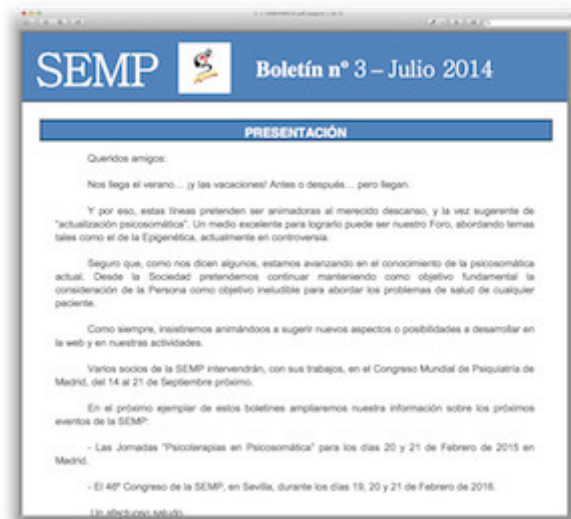 SEMP
Boletín nº 3 – Julio 2014
PRESENTACIÓN
Queridos amigos:
Nos llega el verano... ¡y las vacaciones! Antes o después... pero llegan.
Y por eso, estas líneas pretenden ser animadoras al merecido descanso, y la vez sugerente de
"actualización psicosomática". Un medio excelente para lograrlo puede ser nuestro Foro, abordando temas
tales como el de la Epigenética, actualmente en controversia.
Seguro que, como nos dicen algunos, estamos avanzando en el conocimiento de la psicosomática
actual. Desde la Sociedad pretendemos continuar manteniendo como objetivo fundamental la
consideración de la Persona como objetivo ineludible para abordar los problemas de salud de cualquier
paciente.
Como siempre, insistiremos animándoos a sugerir nuevos aspectos o posibilidades a desarrollar en
la web y en nuestras actividades.
Varios socios de la SEMP intervendrán, con sus trabajos, en el Congreso Mundial de Psiquiatría de
Madrid, del 14 al 21 de Septiembre próximo.
En el próximo ejemplar de estos boletines ampliaremos nuestra información sobre los próximos
eventos de la SEMP:
- Las Jornadas "Psicoterapias en Psicosomática" para los días 20 y 21 de Febrero de 2015 en
Madrid.
- El 46º Congreso de la SEMP, en Sevilla, durante los días 19, 20 y 21 de Febrero de 2016.
Un afectuoso saludo.